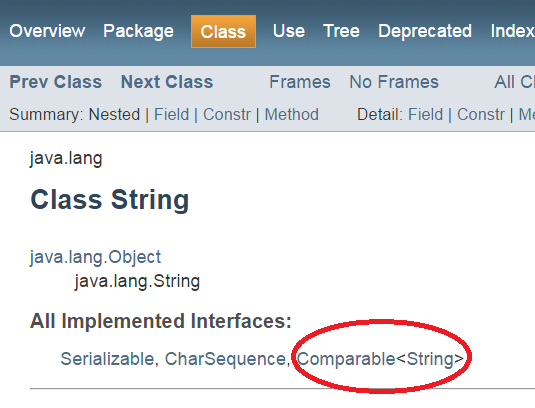 Overview Package Class Use Tree Deprecated Index
Prev Class Next Class Frames No Frames All Cl
Summary: Nested | Field | Constr | Method Detail: Field | Constr | Me
java.lang
Class String
java.lang.Object
java.lang.String
All Implemented Interfaces:
Serializable, CharSequence, Comparable<String>